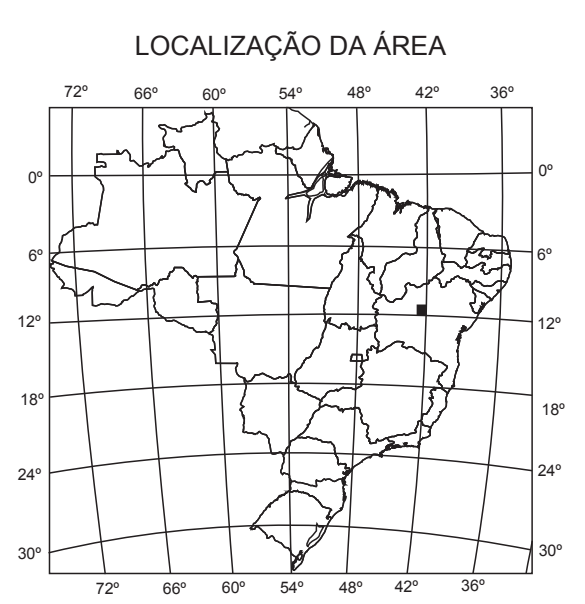 LOCALIZAÇÃO DA ÁREA
72º 66º 60º 54º 48º 42º 36º
0º 0º
6º 6º
12º 12º
18º 18º
24º 24º
30º 30º
72º 66º 60º 54º 48º 42º 36º